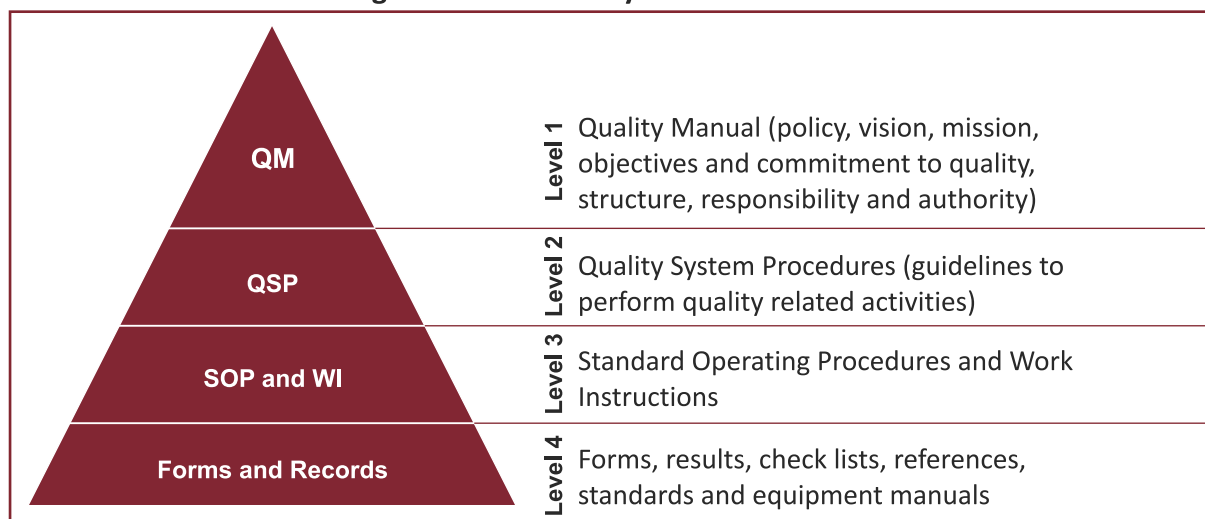 QM
Level 1
Quality Manual (policy, vision, mission,
objectives and commitment to quality,
structure, responsibility and authority)
QSP
Level 2
Quality System Procedures (guidelines to
perform quality related activities)
SOP and WI
Level 3
Standard Operating Procedures and Work
Instructions
Forms and Records
Level 4
Forms, results, check lists, references,
standards and equipment manuals